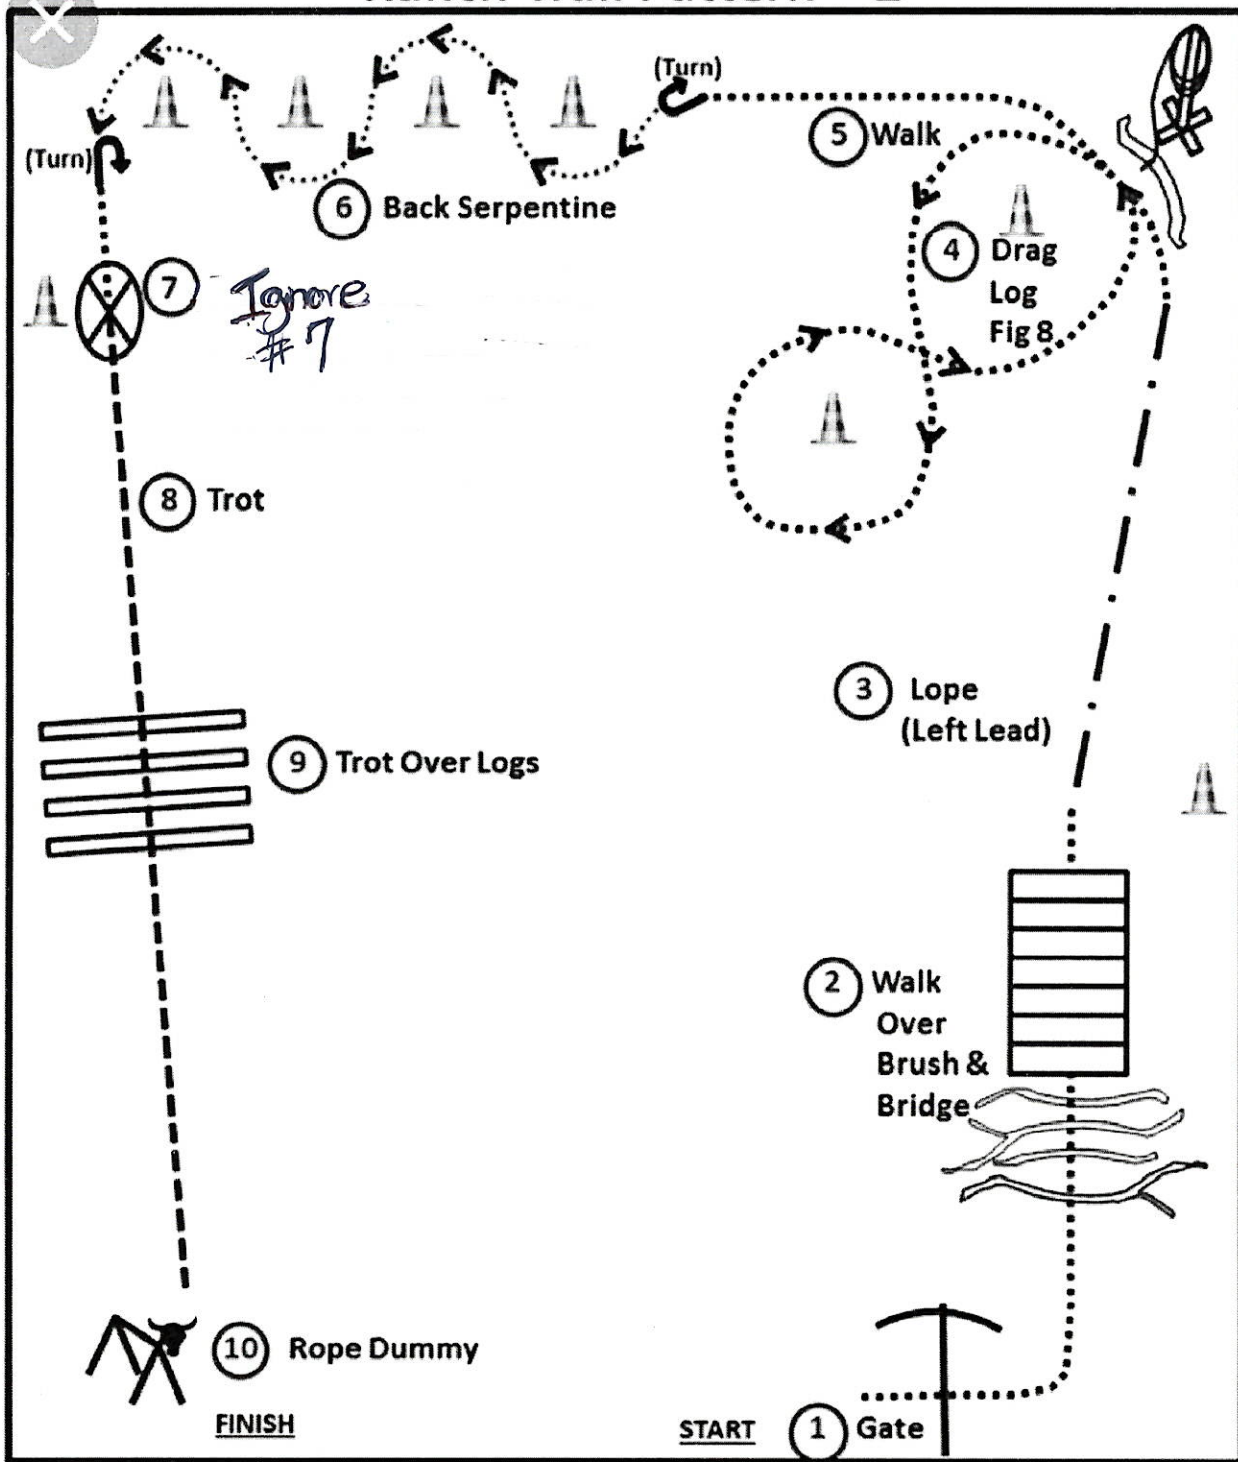 (Turn)
(Turn)
5 Walk
6 Back Serpentine
4 Drag
Log
Fig 8
7
Ignore
#7
8 Trot
3 Lope
(Left Lead)
9 Trot Over Logs
2 Walk
Over
Brush &
Bridge
10 Rope Dummy
FINISH
START
1 Gate